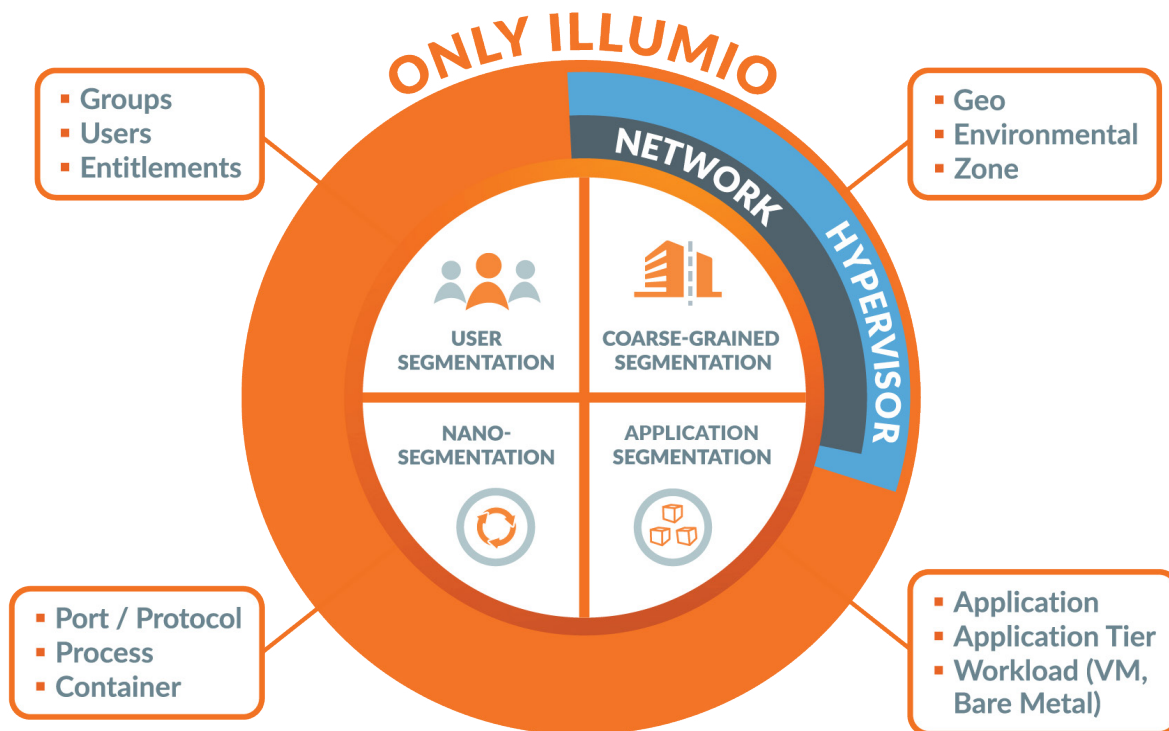 ONLY ILLUMIO
Groups
Users
Entitlements
Geo
Environmental
Zone
NETWORK
HYPERVISOR
USER
SEGMENTATION
COARSE-GRAINED
SEGMENTATION
NANO-
SEGMENTATION
APPLICATION
SEGMENTATION
Port / Protocol
Process
Container
Application
Application Tier
Workload (VM,
Bare Metal)